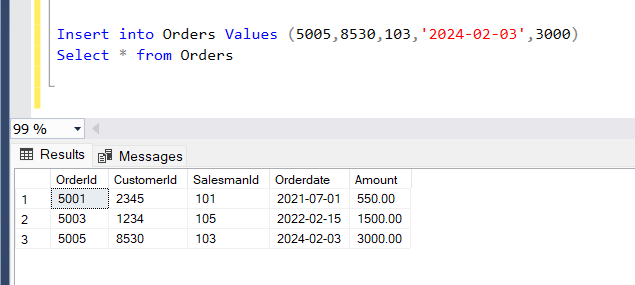 Insert into Orders Values (5005,8530,103,'2024-02-03',3000)
Select * from Orders
99 %
Results Messages
OrderId CustomerId SalesmanId Orderdate Amount
1 5001 2345 101 2021-07-01 550.00
2 5003 1234 105 2022-02-15 1500.00
3 5005 8530 103 2024-02-03 3000.00